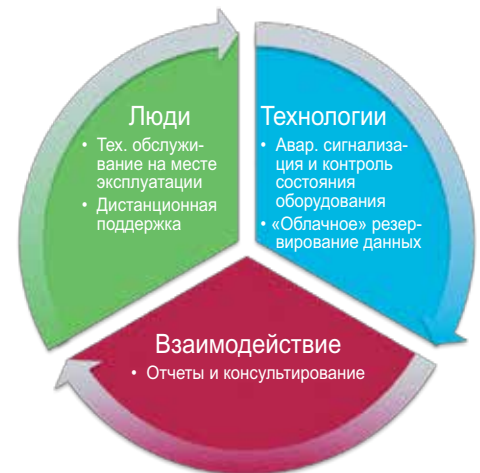 Люди
• Тех. обслужи-
вание на месте
эксплуатации
• Дистанционная
поддержка
Технологии
• Авар. сигнализа-
ция и контроль
состояния
оборудования
• «Облачное» резер-
вирование данных
Взаимодействие
• Отчеты и консультирование